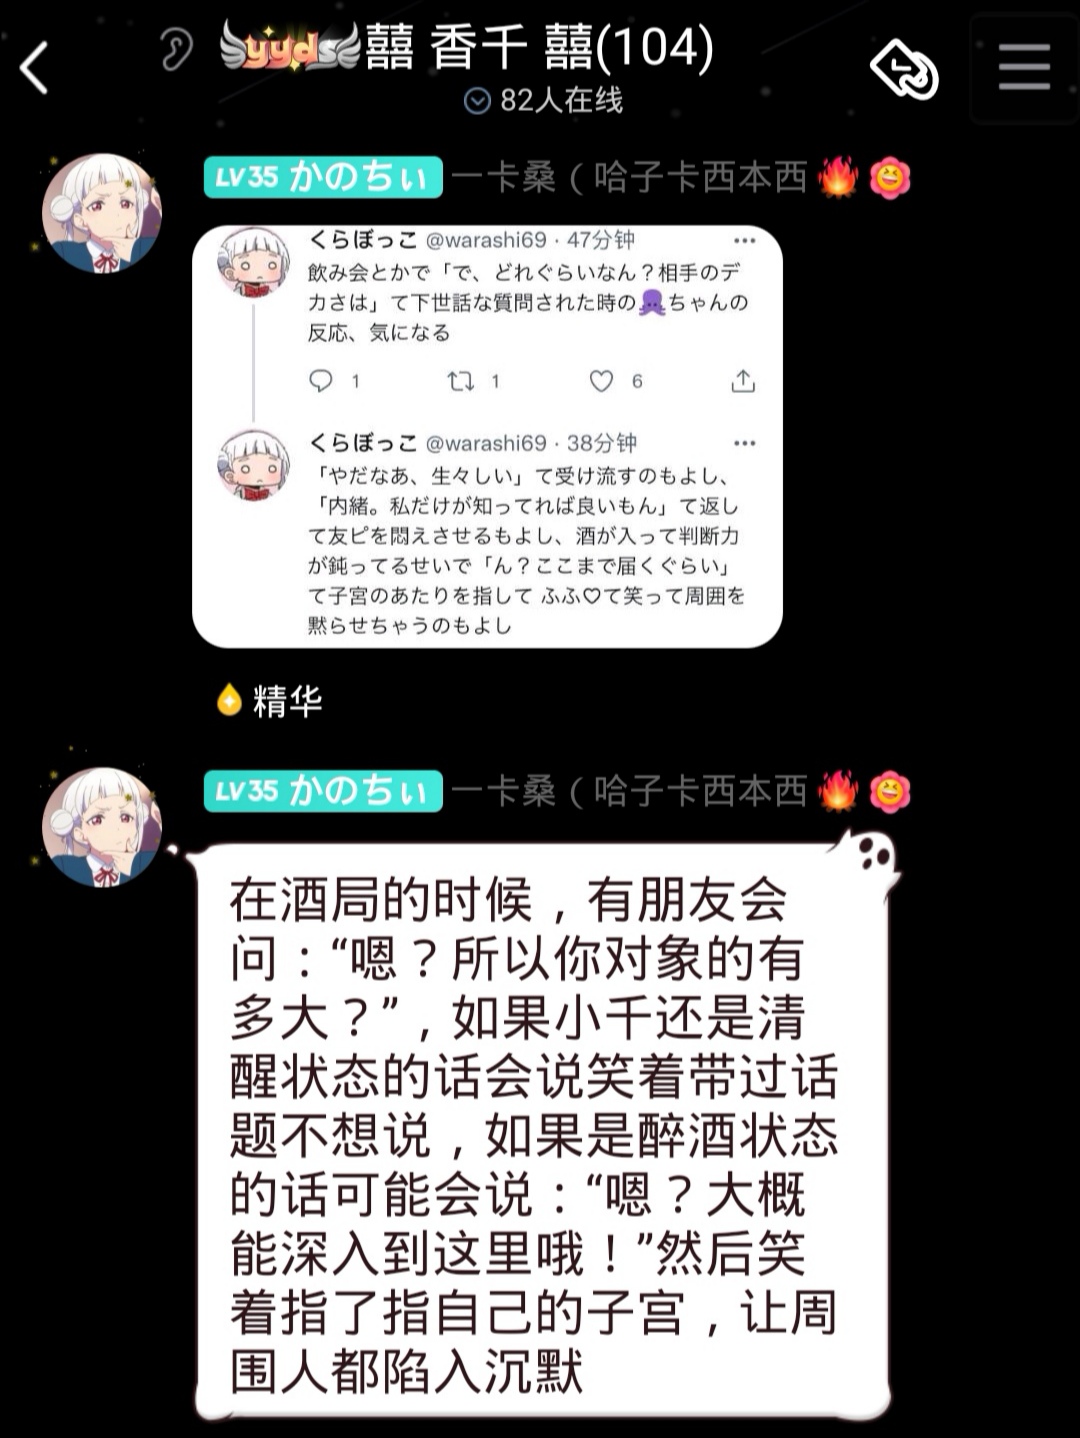 yyds囍 香千 囍(104)
82人在线
LV35 かのちぃ 一卡桑（哈子卡西本西
くらぼっこ @warashi69 · 47分钟
飲み会とかで「で、どれぐらいなん？相手のデ
カさは」て下世話な質問された時の🐙ちゃんの
反応、気になる
1 1 6
くらぼっこ @warashi69 · 38分钟
「やだなあ、生々しい」て受け流すのもよし、
「内緒。私だけが知ってれば良いもん」て返し
て友ピを悶えさせるもよし、酒が入って判断力
が鈍ってるせいで「ん？ここまで届くぐらい」
て子宮のあたりを指して ふふ♡て笑って周囲を
黙らせちゃうのもよし
精华
LV35 かのちぃ 一卡桑（哈子卡西本西
在酒局的时候，有朋友会
问：“嗯？所以你对象的有
多大？”，如果小千还是清
醒状态的话会说笑着带过话
题不想说，如果是醉酒状态
的话可能会说：“嗯？大概
能深入到这里哦！”然后笑
着指了指自己的子宫，让周
围人都陷入沉默